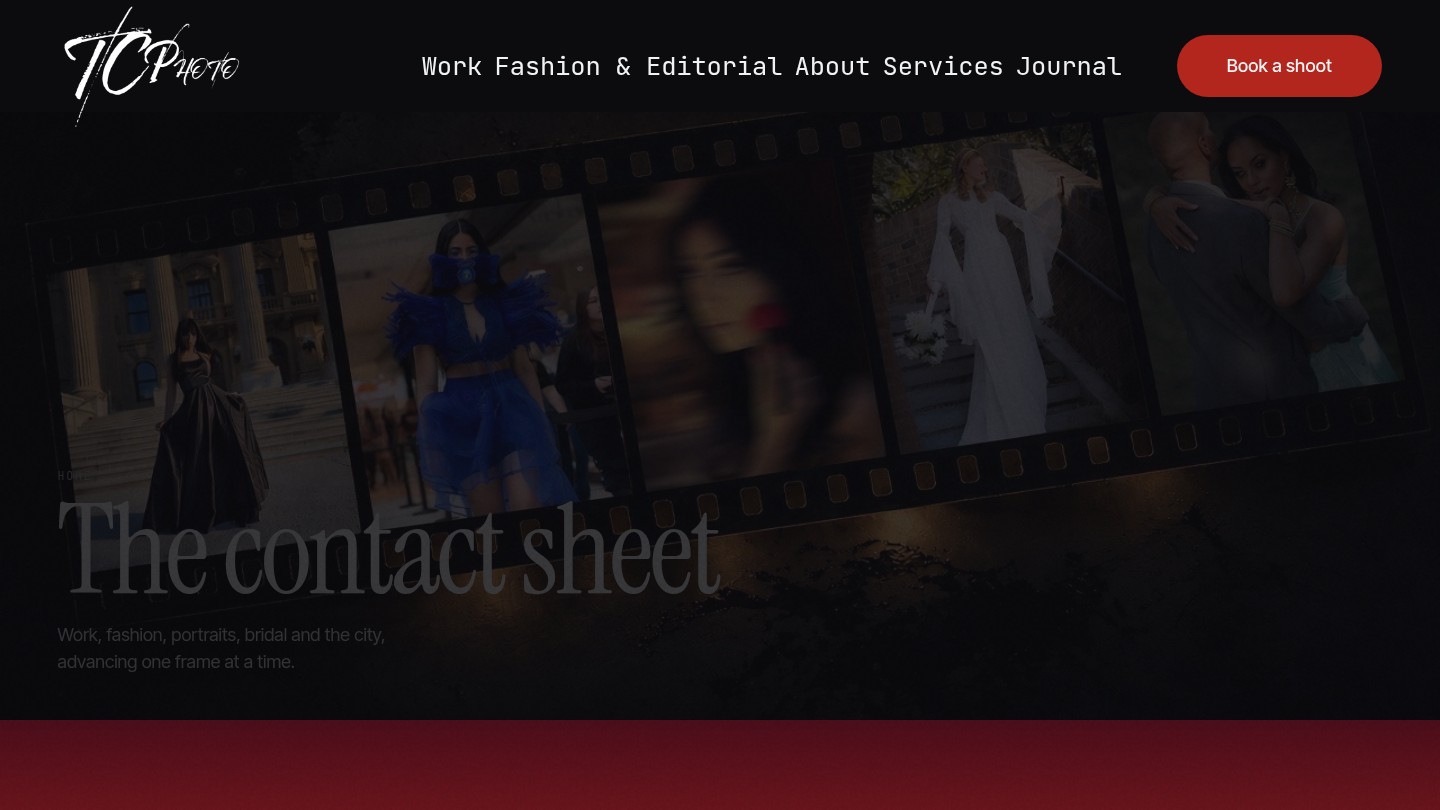 TCPhoto
Work Fashion & Editorial About Services Journal
Book a shoot
HOME
The contact sheet
Work, fashion, portraits, bridal and the city,
advancing one frame at a time.